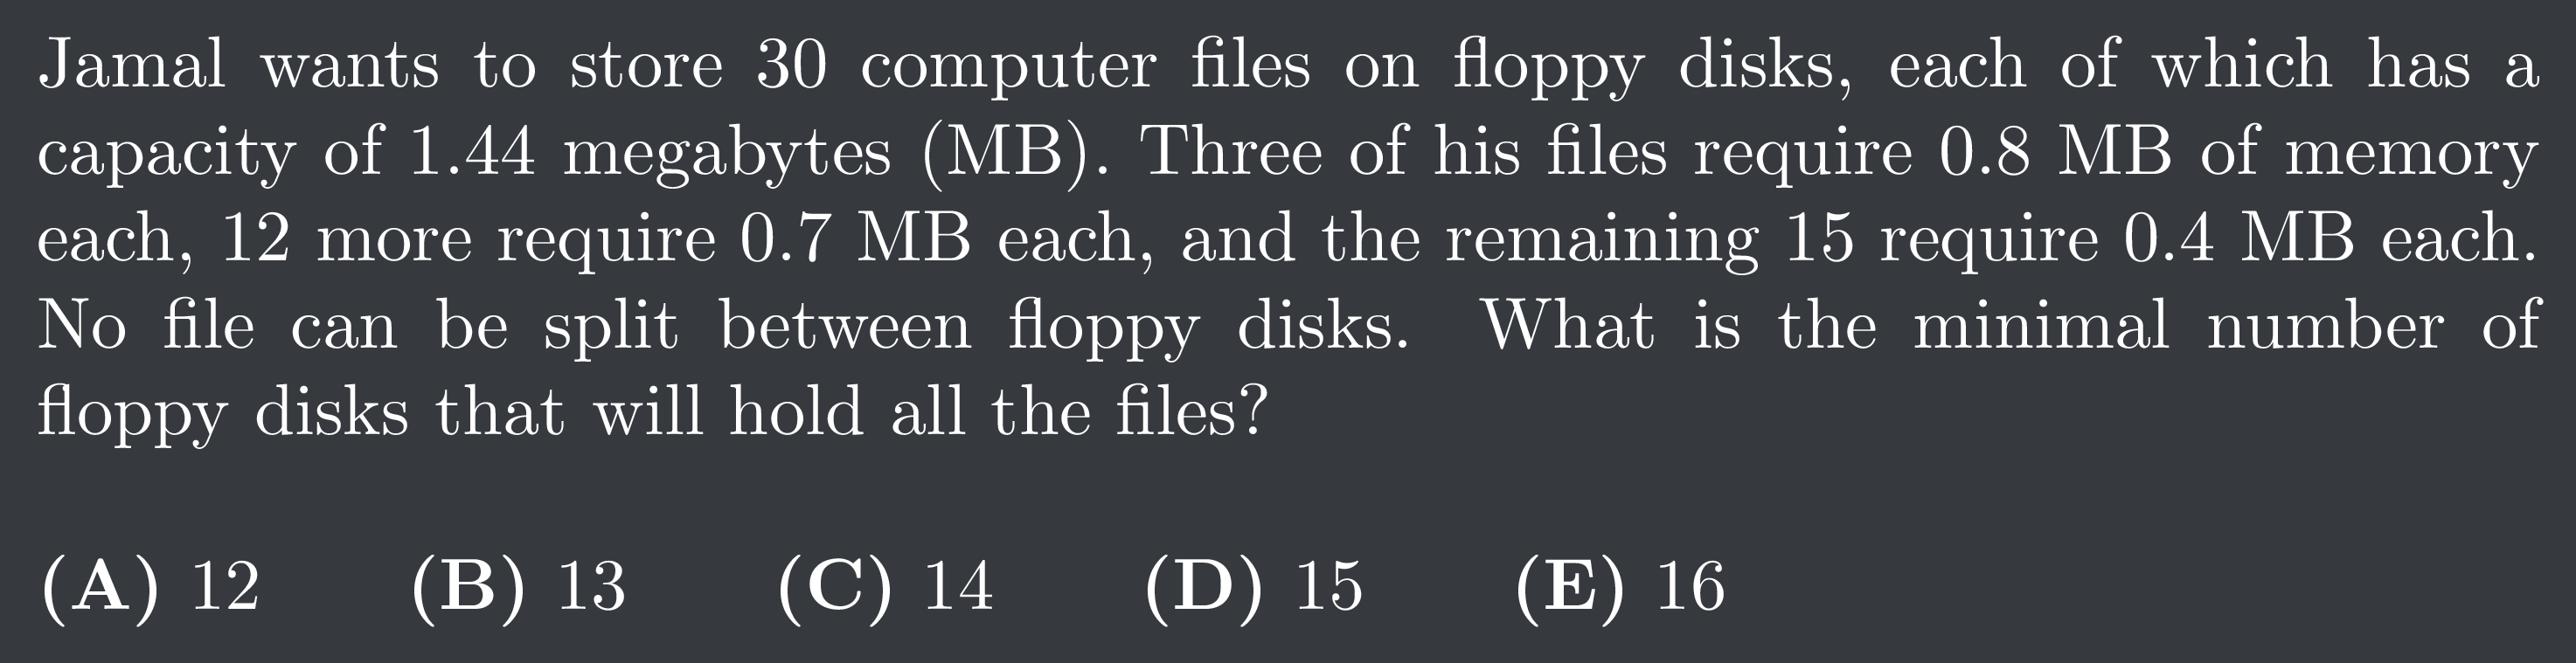 Jamal wants to store 30 computer files on floppy disks, each of which has a
capacity of 1.44 megabytes (MB). Three of his files require 0.8 MB of memory
each, 12 more require 0.7 MB each, and the remaining 15 require 0.4 MB each.
No file can be split between floppy disks. What is the minimal number of
floppy disks that will hold all the files?
(A) 12 (B) 13 (C) 14 (D) 15 (E) 16